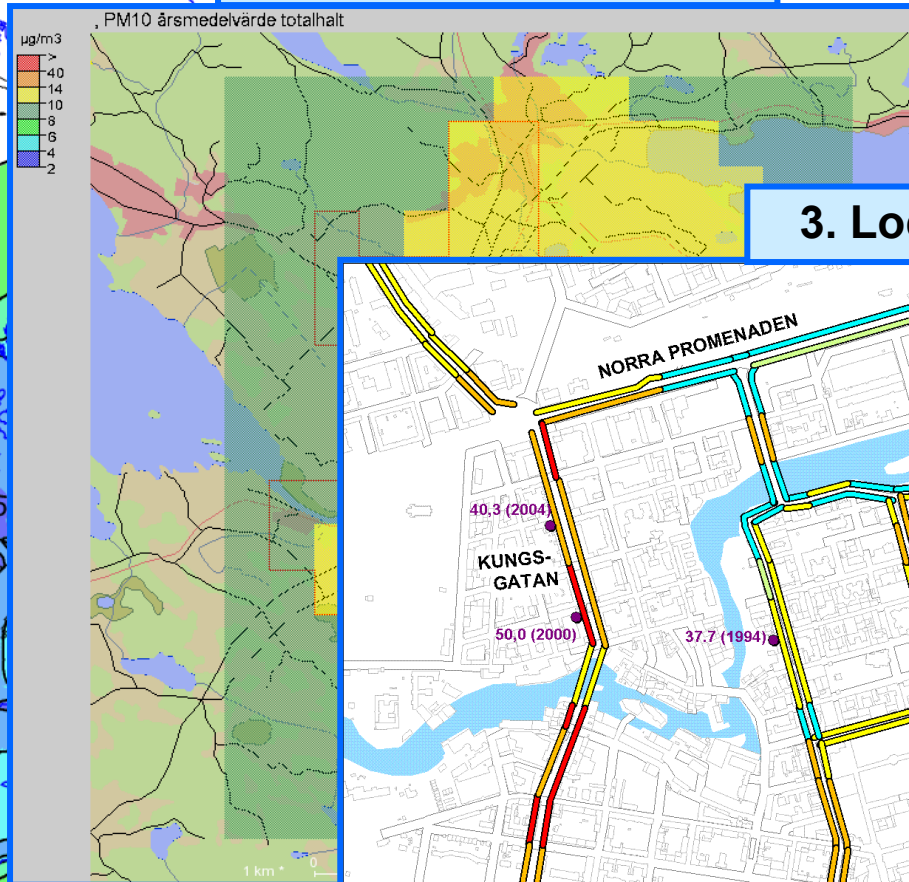 , PM10 årsmedelvärde totalhalt
µg/m3
>
40
14
10
8
6
4
2
3. Loc
NORRA PROMENADEN
40,3 (2004)
KUNGS-
GATAN
50,0 (2000)
37.7 (1994)
1 km *
0